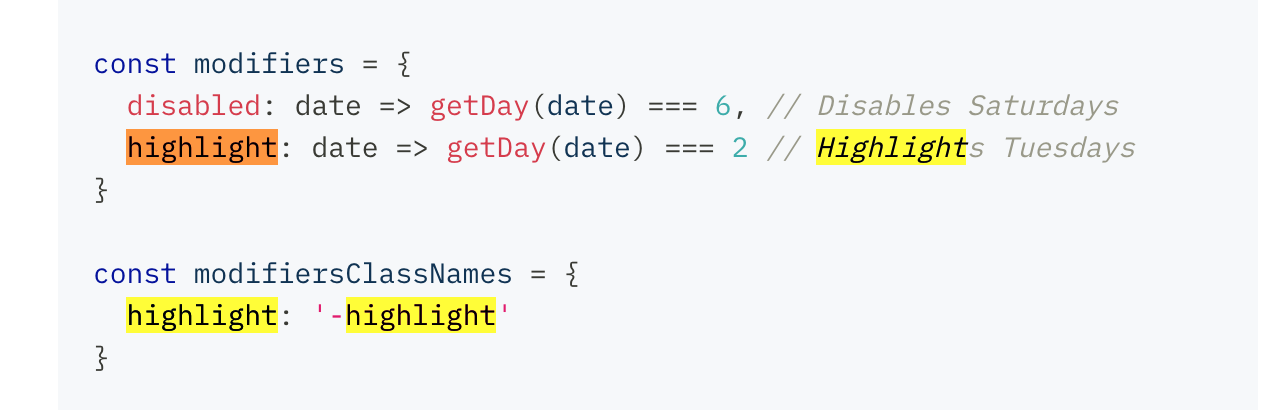 const modifiers = {
  disabled: date => getDay(date) === 6, // Disables Saturdays
  highlight: date => getDay(date) === 2 // Highlights Tuesdays
}
const modifiersClassNames = {
  highlight: '-highlight'
}